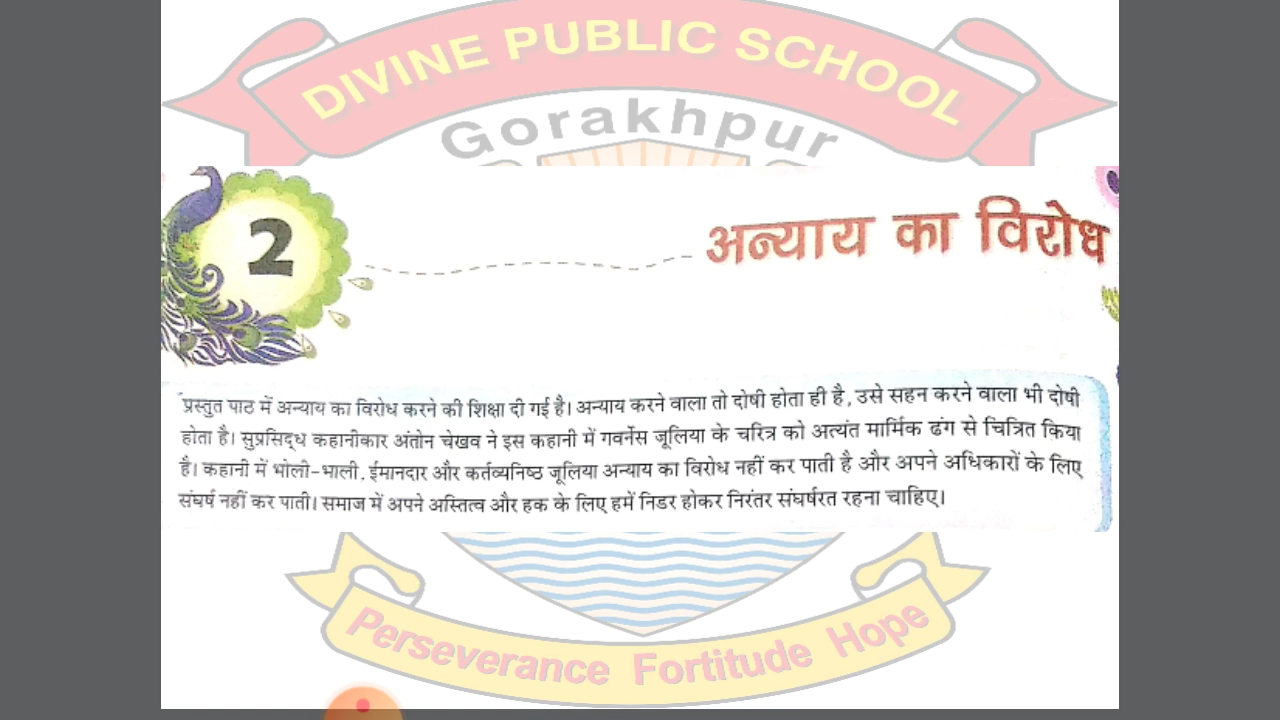 DIVINE PUBLIC SCHOOL
Gorakhpur
2
अन्याय का विरोध
प्रस्तुत पाठ में अन्याय का विरोध करने की शिक्षा दी गई है। अन्याय करने वाला तो दोषी होता ही है, उसे सहन करने वाला भी दोषी
होता है। सुप्रसिद्ध कहानीकार अंतोन चेखव ने इस कहानी में गवर्नेस जूलिया के चरित्र को अत्यंत मार्मिक ढंग से चित्रित किया
है। कहानी में भोली-भाली, ईमानदार और कर्तव्यनिष्ठ जूलिया अन्याय का विरोध नहीं कर पाती है और अपने अधिकारों के लिए
संघर्ष नहीं कर पाती। समाज में अपने अस्तित्व और हक के लिए हमें निडर होकर निरंतर संघर्षरत रहना चाहिए।
Perseverance Fortitude Hope